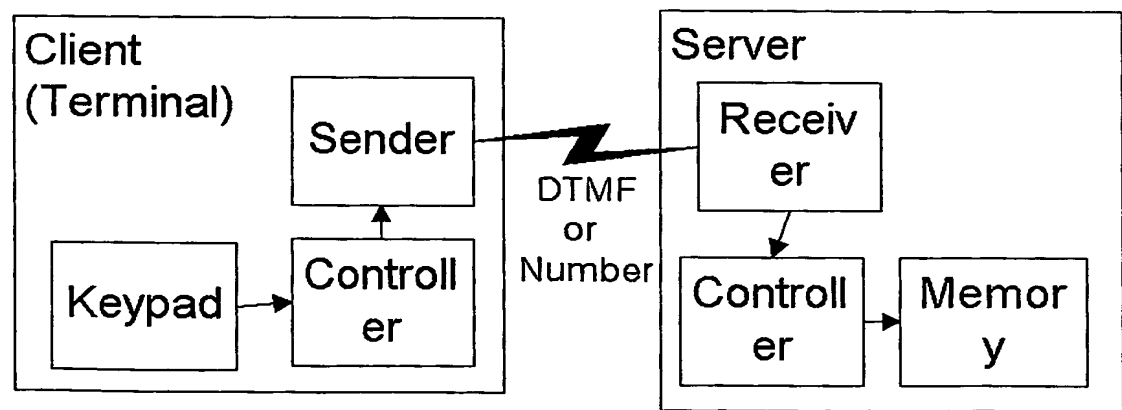 Client
(Terminal)
Sender
Keypad
Controll
er
DTMF
or
Number
Server
Receiv
er
Controll
er
Memor
y